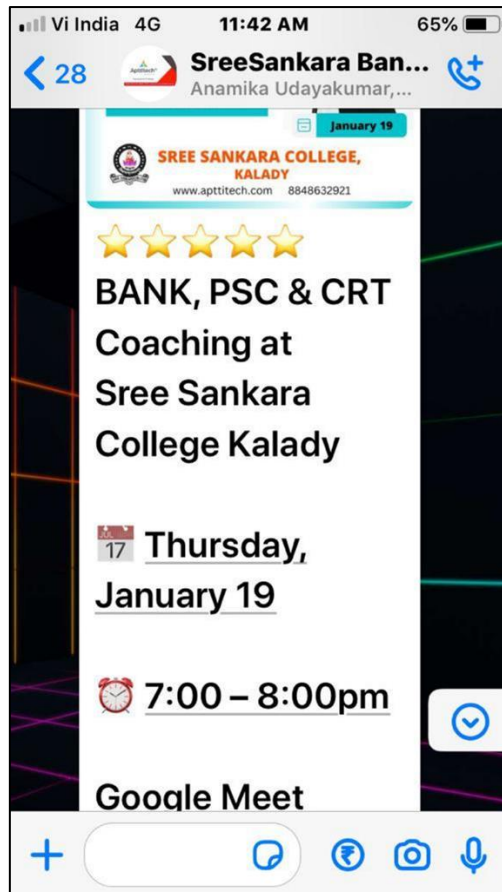 Vi India 4G 11:42 AM 65%
28 SreeSankara Ban...
Anamika Udayakumar,...
Apttitech
January 19
SREE SANKARA COLLEGE,
KALADY
www.apttitech.com 8848632921
BANK, PSC & CRT
Coaching at
Sree Sankara
College Kalady
JUL 17 Thursday,
January 19
7:00 – 8:00pm
Google Meet
₹